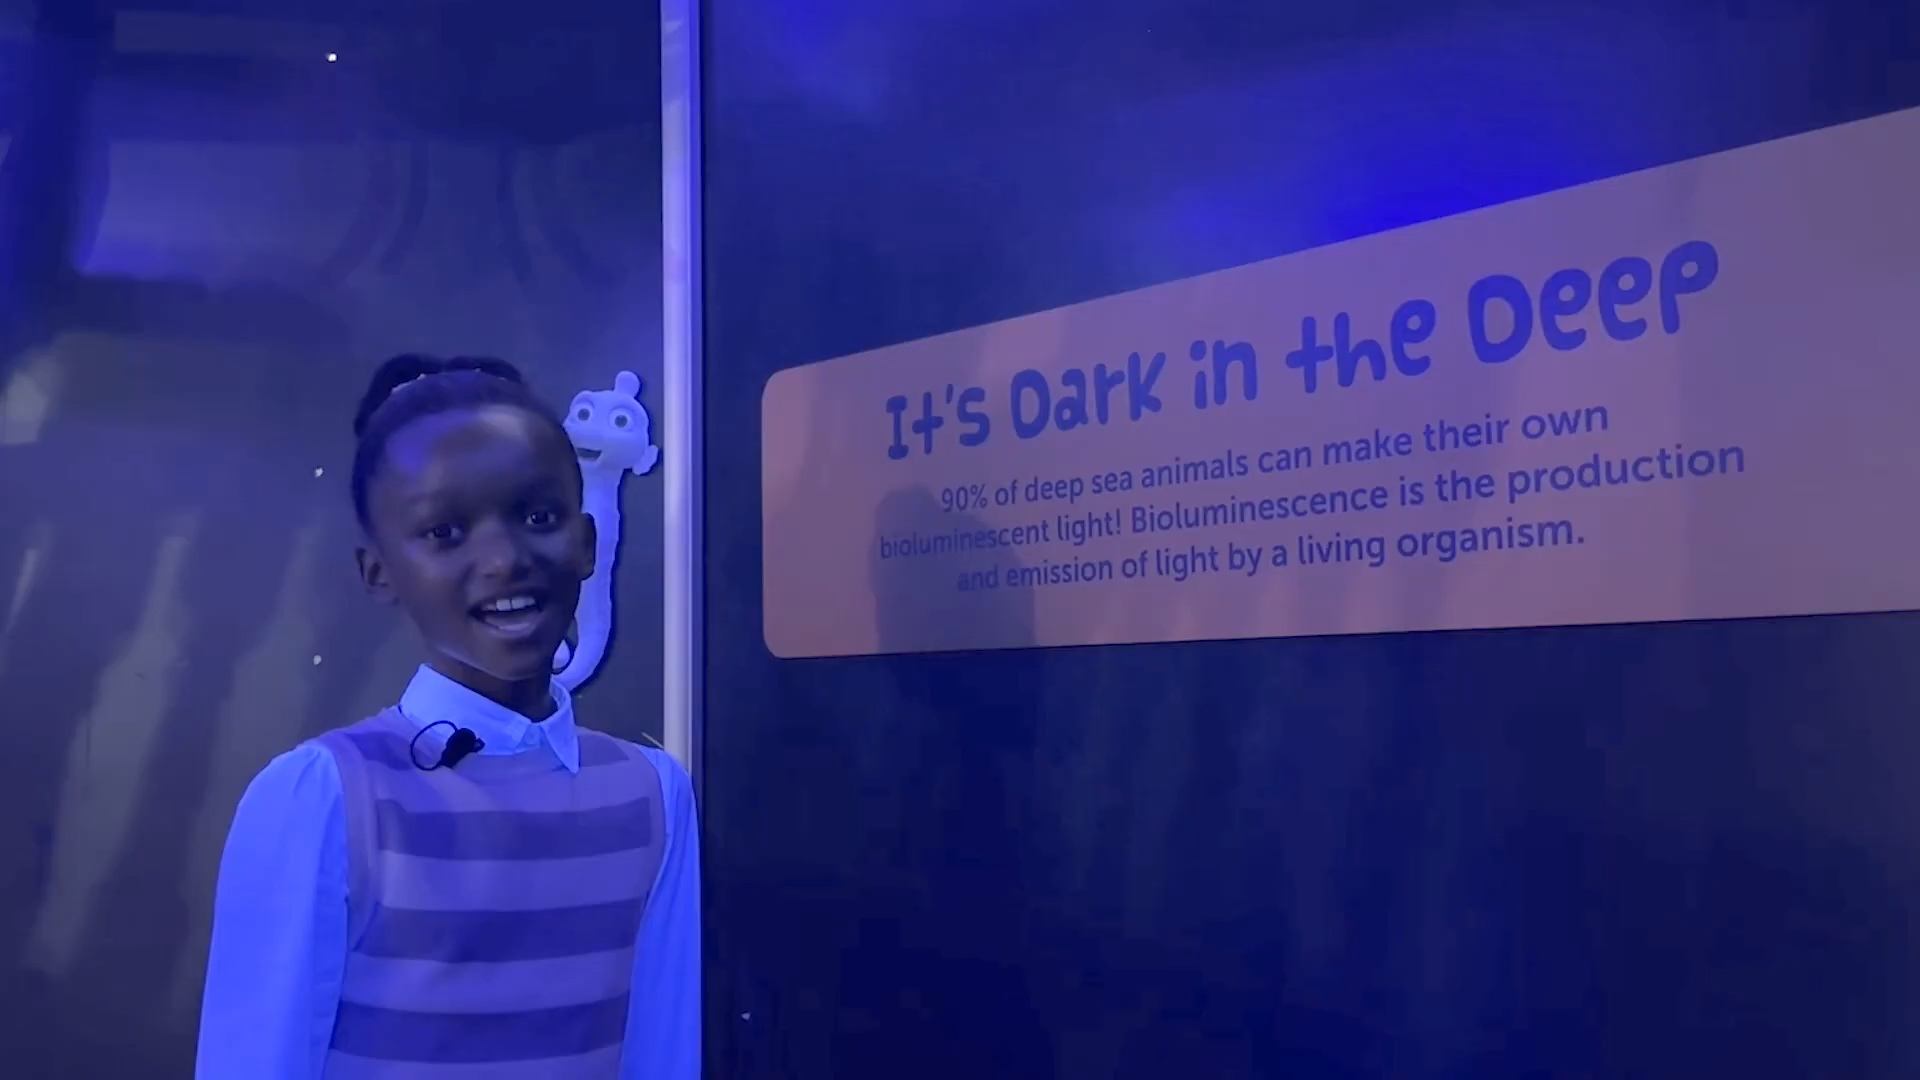 It's Dark in the Deep
90% of deep sea animals can make their own
bioluminescent light! Bioluminescence is the production
and emission of light by a living organism.